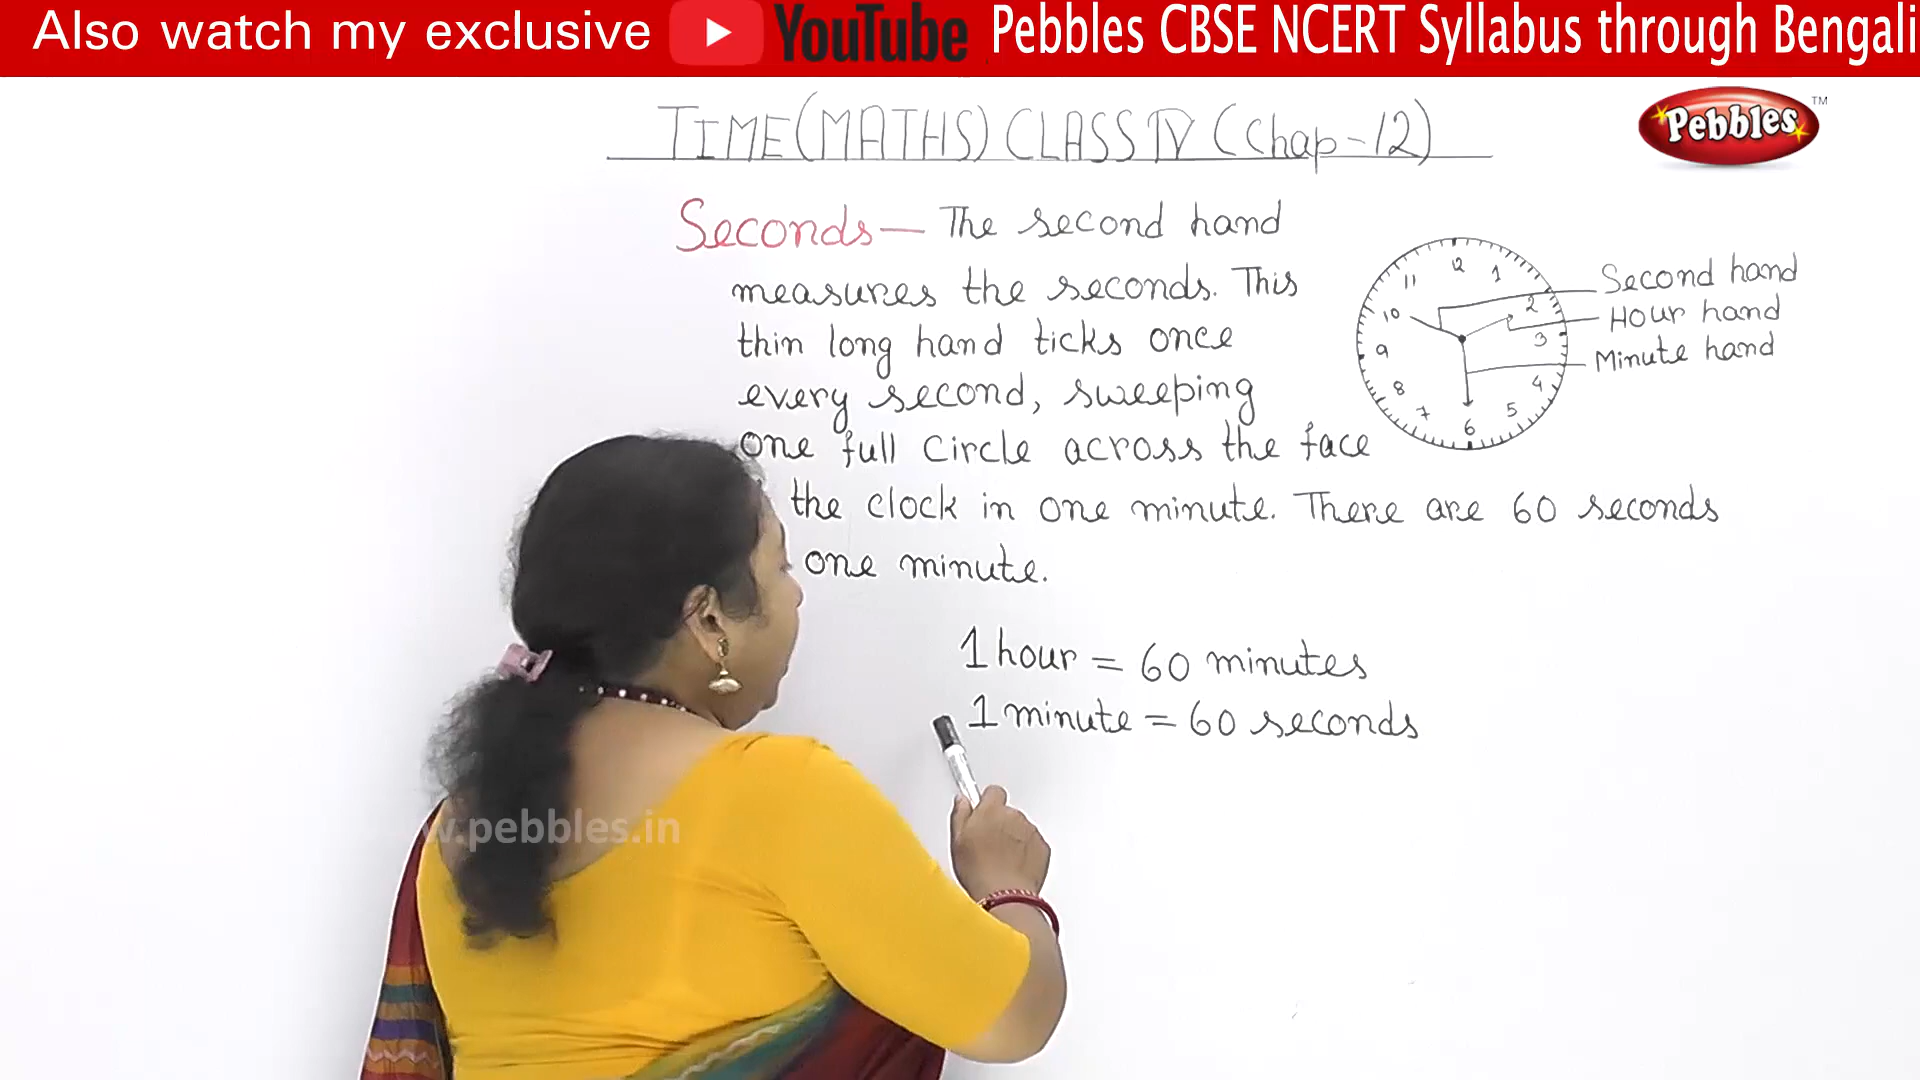 Also watch my exclusive YouTube Pebbles CBSE NCERT Syllabus through Bengali
TIME (MATHS) CLASS IV (Chap-12)
Pebbles TM
Seconds — The second hand
measures the seconds. This
thin long hand ticks once
every second, sweeping
one full circle across the face
the clock in one minute. There are 60 seconds
one minute.
12
1
2
3
4
5
6
7
8
9
10
11
Second hand
Hour hand
Minute hand
1 hour = 60 minutes
1 minute = 60 seconds
w.pebbles.in